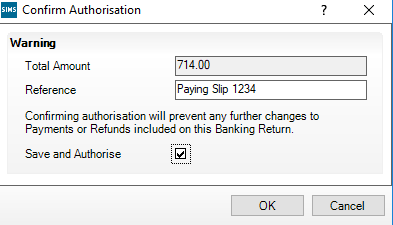 SIMS Confirm Authorisation ? X
Warning
Total Amount 714.00
Reference Paying Slip 1234
Confirming authorisation will prevent any further changes to
Payments or Refunds included on this Banking Return.
Save and Authorise
OK Cancel